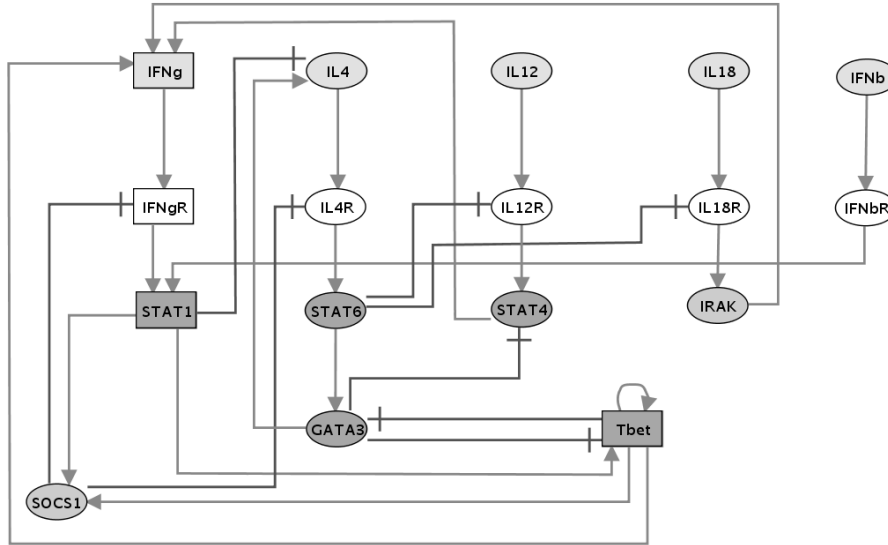 IFNg
IL4
IL12
IL18
IFNb
IFNgR
IL4R
IL12R
IL18R
IFNbR
STAT1
STAT6
STAT4
IRAK
GATA3
Tbet
SOCS1